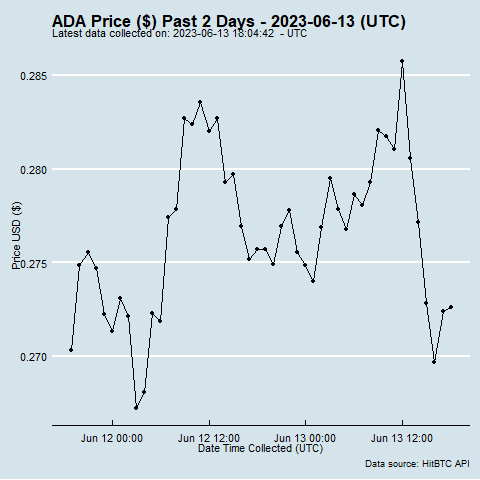 ADA Price ($) Past 2 Days - 2023-06-13 (UTC)
Latest data collected on: 2023-06-13 18:04:42 - UTC
0.285
0.280
0.275
0.270
Price USD ($)
Jun 12 00:00
Jun 12 12:00
Jun 13 00:00
Jun 13 12:00
Date Time Collected (UTC)
Data source: HitBTC API